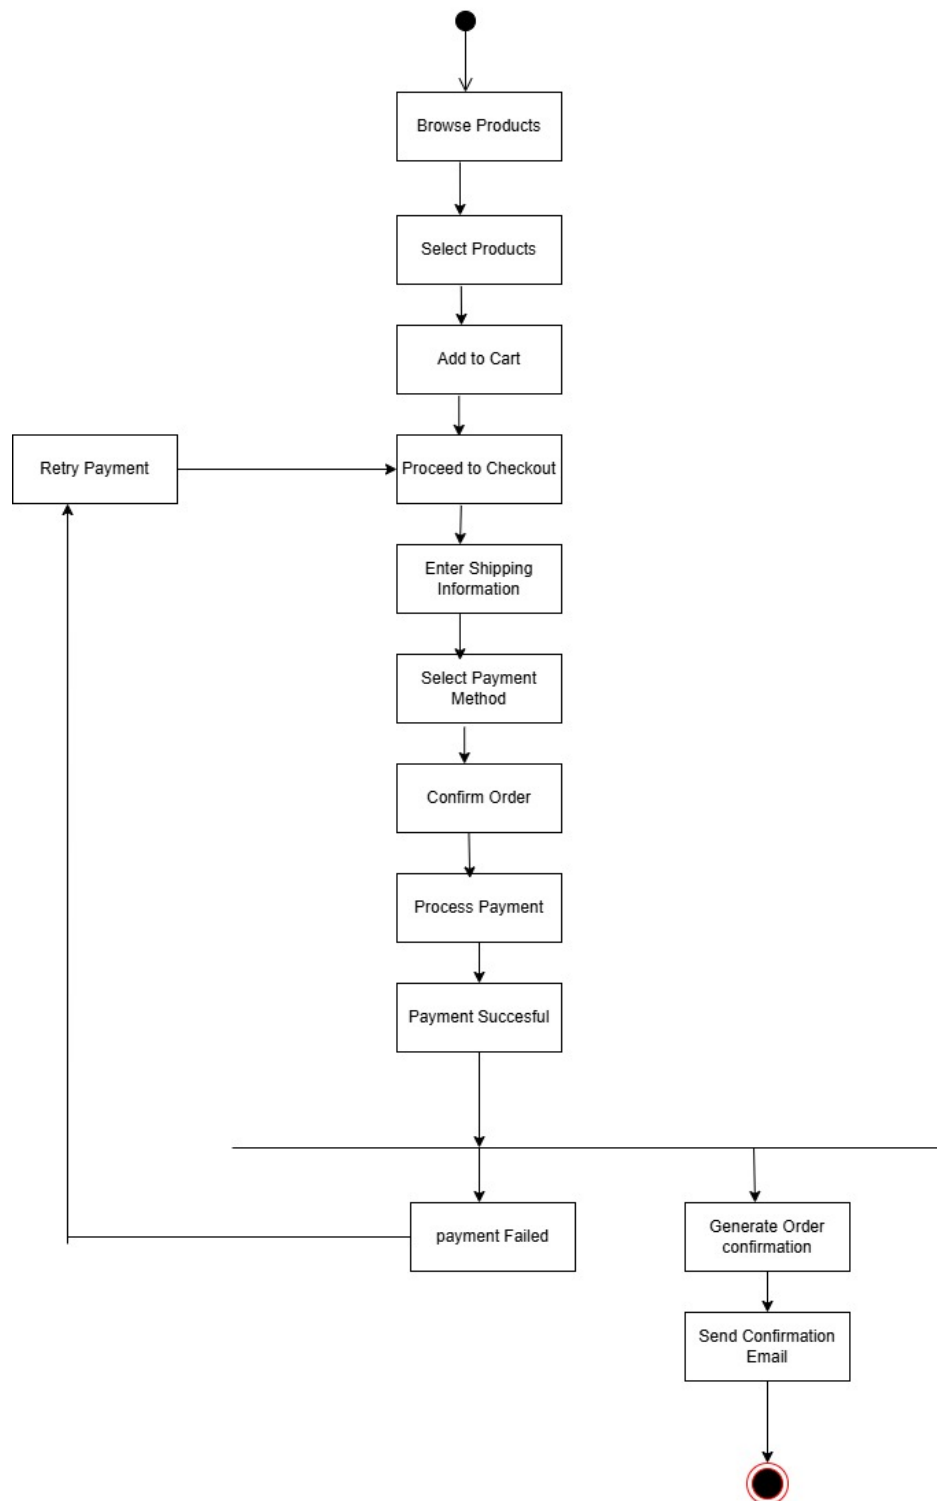 Browse Products
Select Products
Add to Cart
Retry Payment
Proceed to Checkout
Enter Shipping
Information
Select Payment
Method
Confirm Order
Process Payment
Payment Succesful
payment Failed
Generate Order
confirmation
Send Confirmation
Email